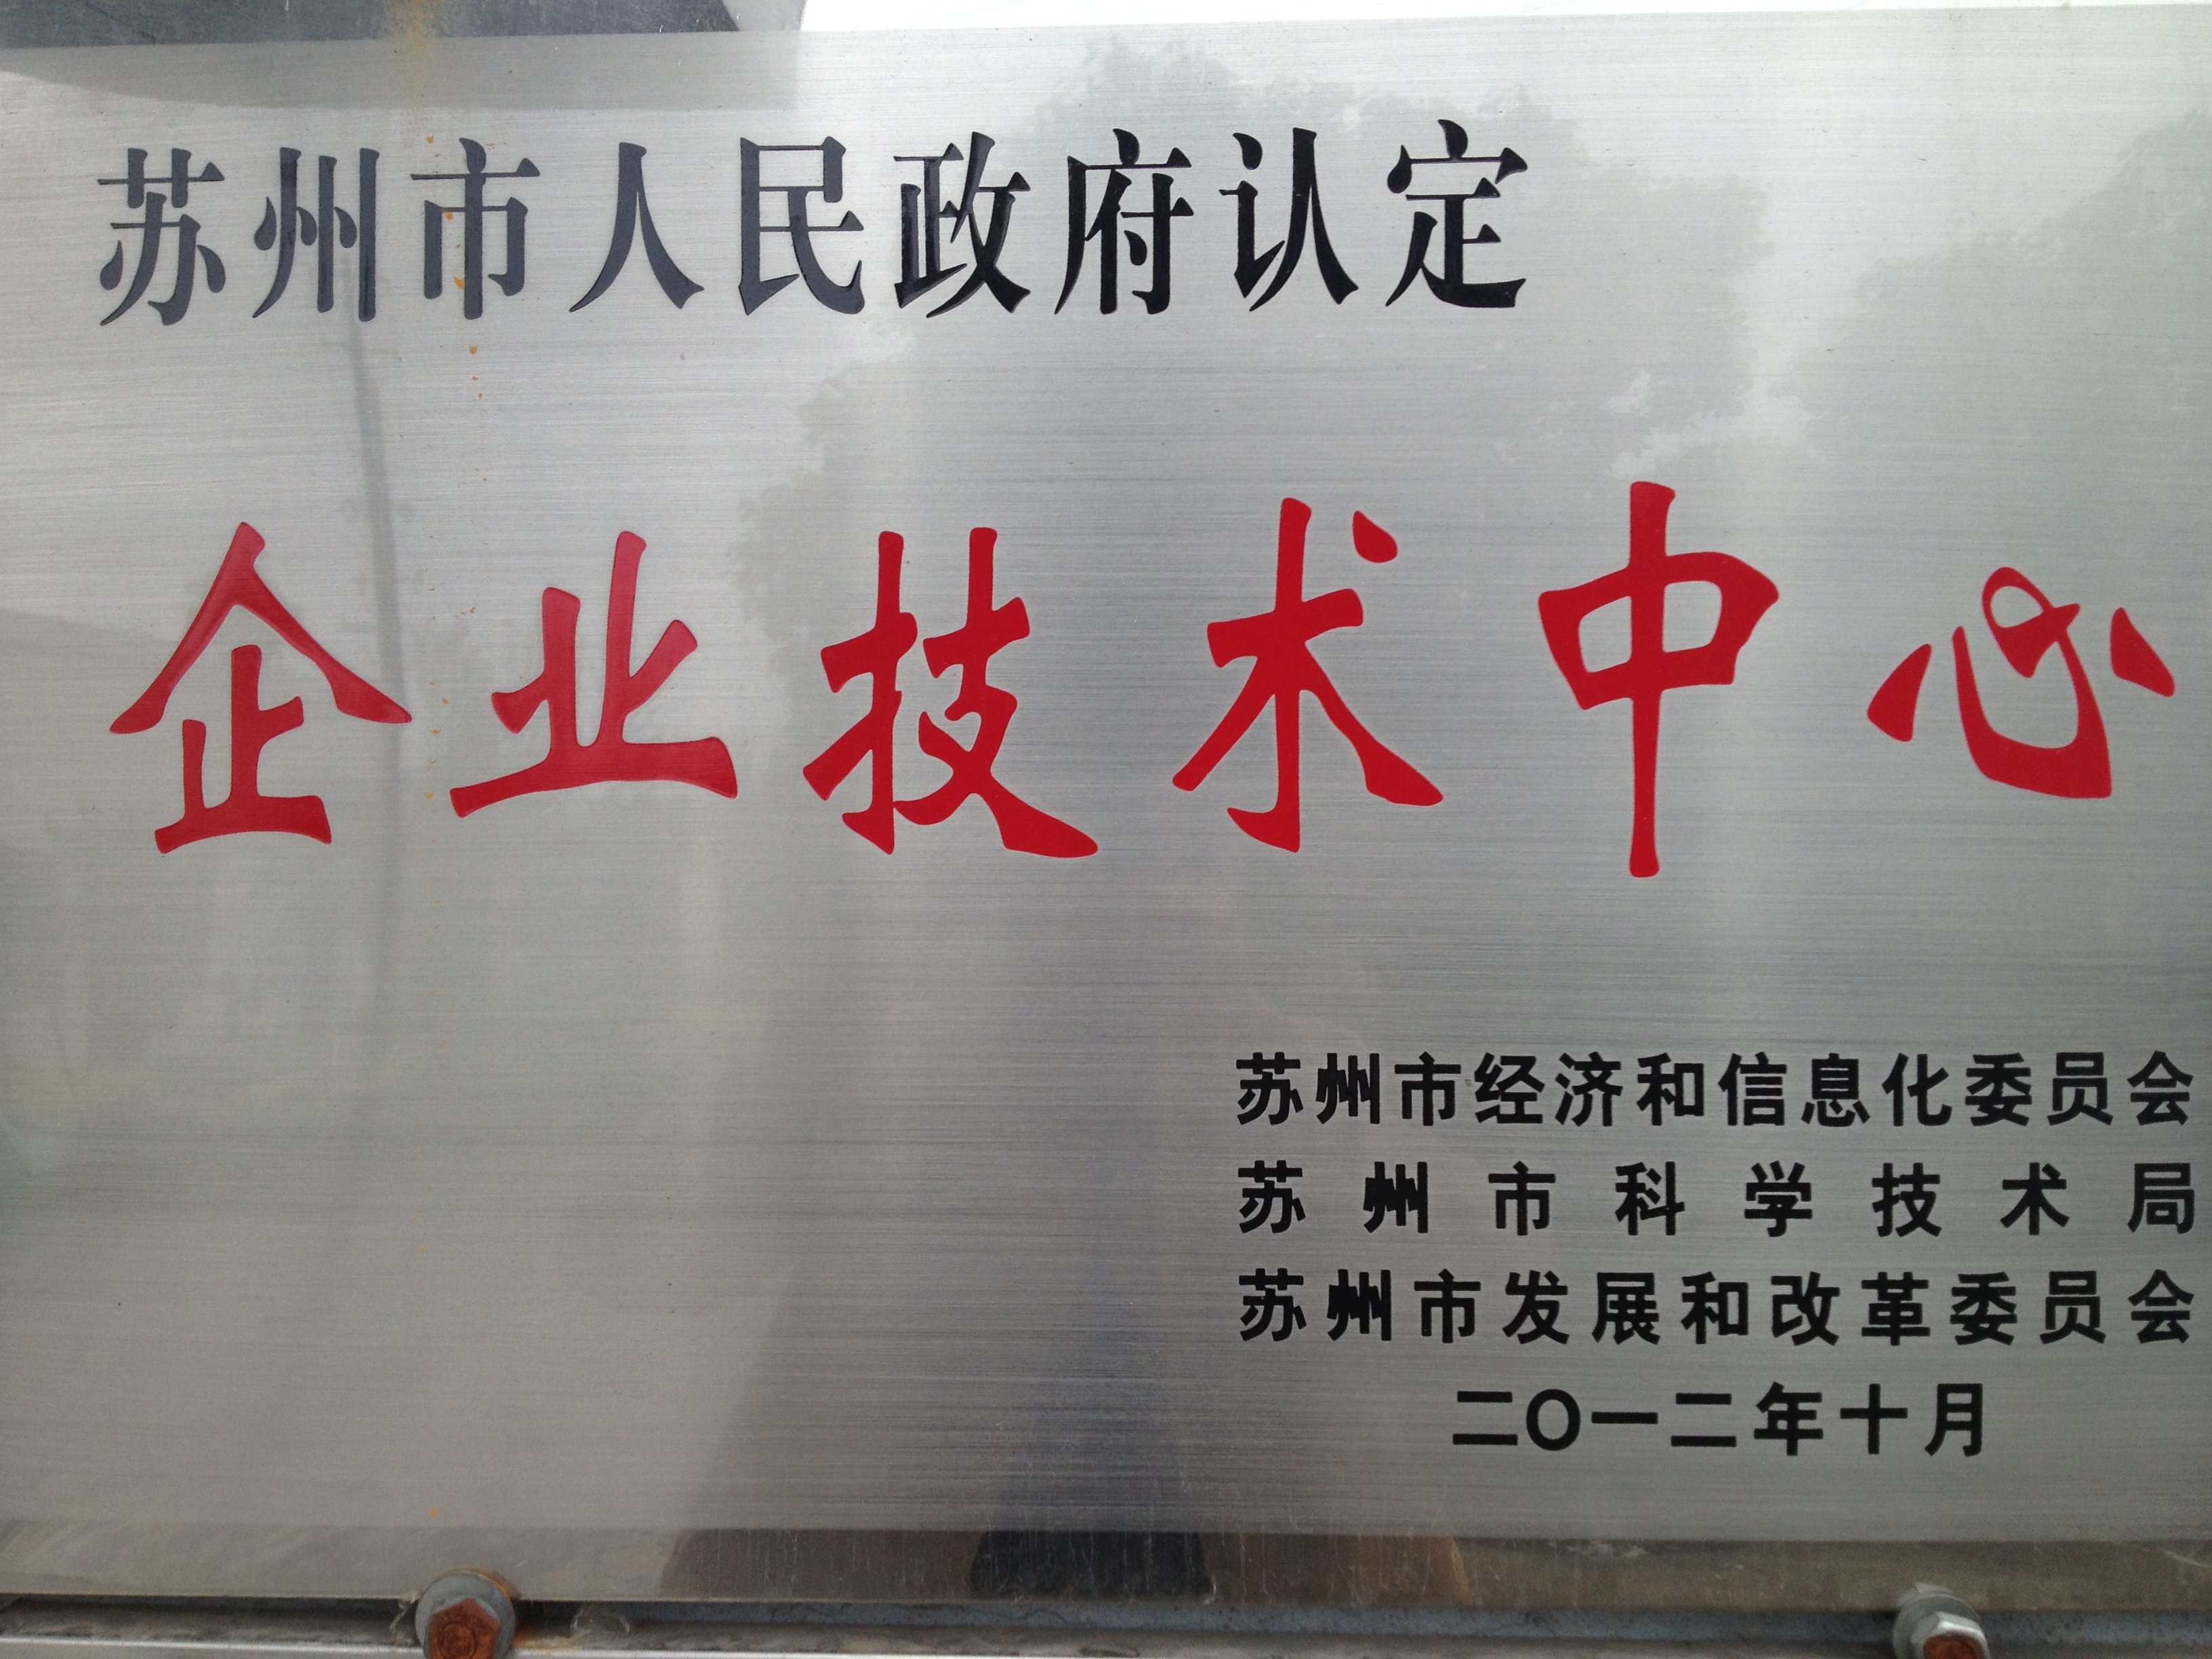 苏州市人民政府认定
企业技术中心
苏州市经济和信息化委员会
苏州市科学技术局
苏州市发展和改革委员会
二〇一二年十月